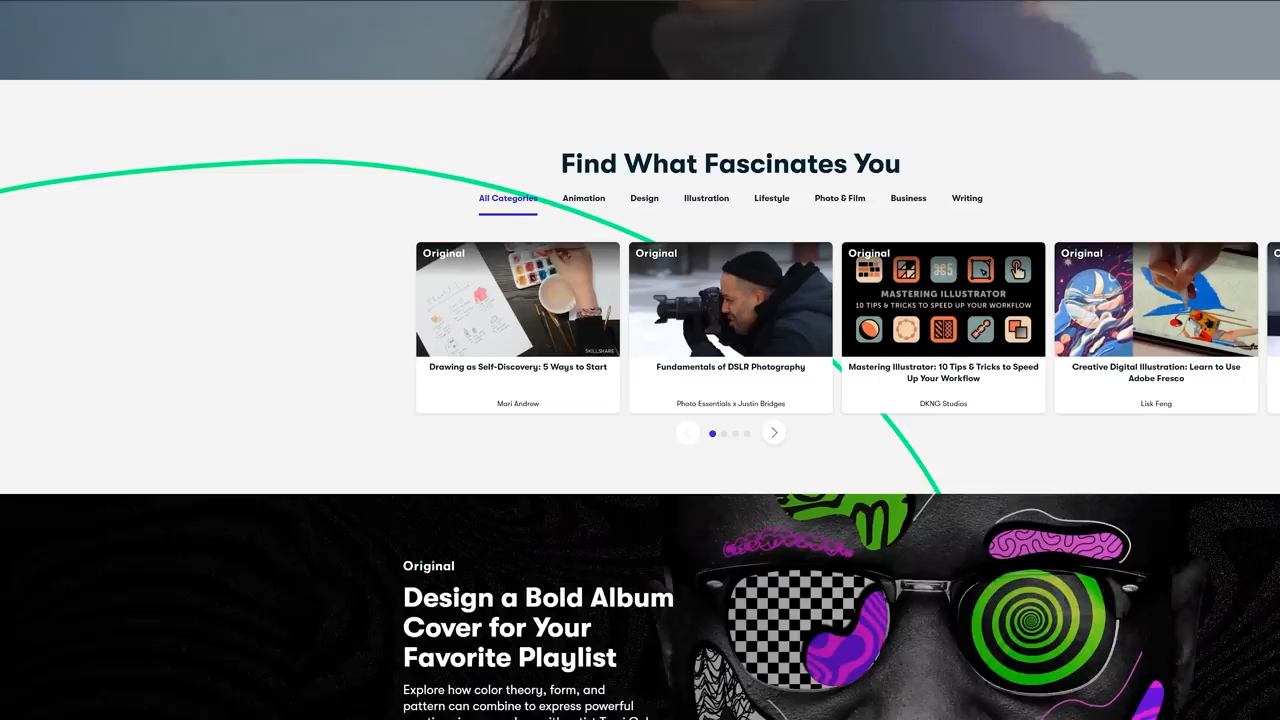 Find What Fascinates You
All Categories Animation Design Illustration Lifestyle Photo & Film Business Writing
Original
SKILLSHARE
Drawing as Self-Discovery: 5 Ways to Start
Mari Andrew
Original
Fundamentals of DSLR Photography
Photo Essentials x Justin Bridges
Original
⌘5
MASTERING ILLUSTRATOR
10 TIPS & TRICKS TO SPEED UP YOUR WORKFLOW
Mastering Illustrator: 10 Tips & Tricks to Speed
Up Your Workflow
DKNG Studios
Original
Creative Digital Illustration: Learn to Use
Adobe Fresco
Lisk Feng
Original
Design a Bold Album
Cover for Your
Favorite Playlist
Explore how color theory, form, and
pattern can combine to express powerful